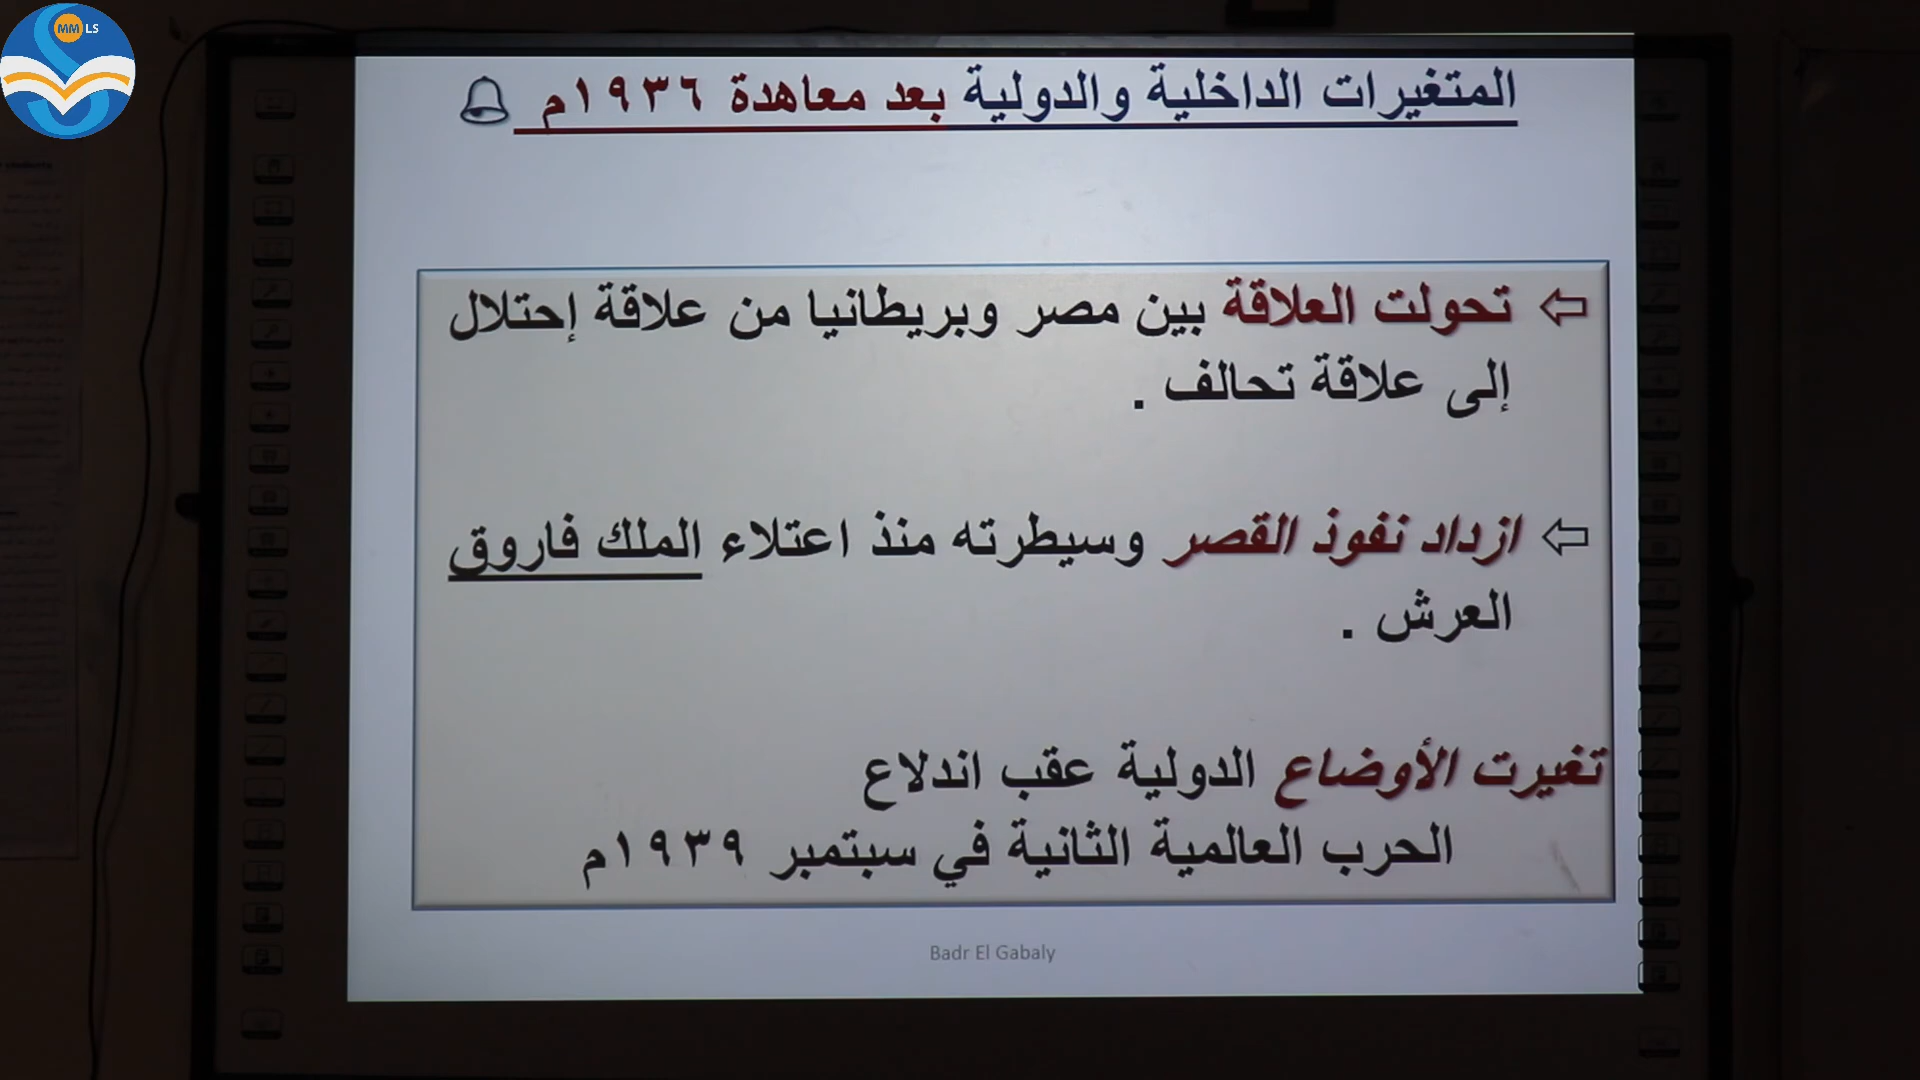 MM LS
المتغيرات الداخلية والدولية بعد معاهدة ١٩٣٦م
تحولت العلاقة بين مصر وبريطانيا من علاقة إحتلال
إلى علاقة تحالف .
ازداد نفوذ القصر وسيطرته منذ اعتلاء الملك فاروق
العرش .
تغيرت الأوضاع الدولية عقب اندلاع
الحرب العالمية الثانية في سبتمبر ١٩٣٩م
Badr El Gabaly